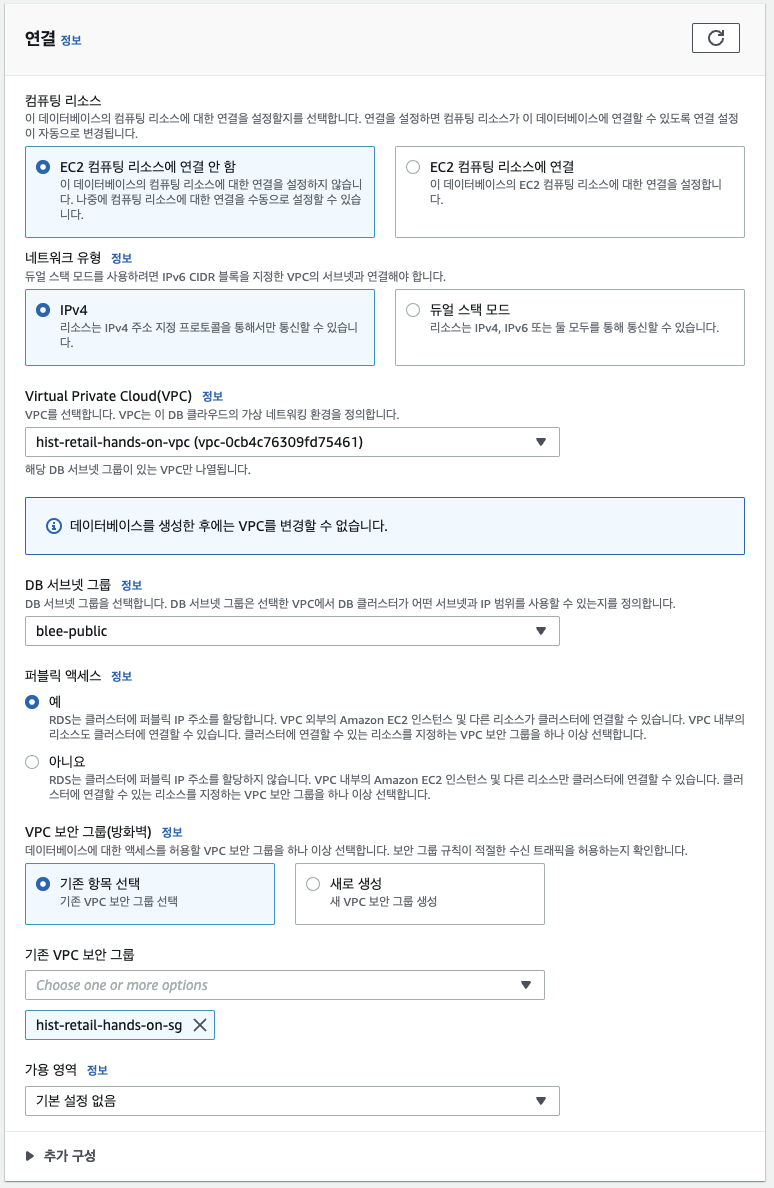 연결 정보
컴퓨팅 리소스
이 데이터베이스의 컴퓨팅 리소스에 대한 연결을 설정할지를 선택합니다. 연결을 설정하면 컴퓨팅 리소스가 이 데이터베이스에 연결할 수 있도록 연결 설정
이 자동으로 변경됩니다.
EC2 컴퓨팅 리소스에 연결 안 함
이 데이터베이스의 컴퓨팅 리소스에 대한 연결을 설정하지 않습니
다. 나중에 컴퓨팅 리소스에 대한 연결을 수동으로 설정할 수 있습
니다.
EC2 컴퓨팅 리소스에 연결
이 데이터베이스의 EC2 컴퓨팅 리소스에 대한 연결을 설정합니
다.
네트워크 유형 정보
듀얼 스택 모드를 사용하려면 IPv6 CIDR 블록을 지정한 VPC의 서브넷과 연결해야 합니다.
IPv4
리소스는 IPv4 주소 지정 프로토콜을 통해서만 통신할 수 있습니
다.
듀얼 스택 모드
리소스는 IPv4, IPv6 또는 둘 모두를 통해 통신할 수 있습니다.
Virtual Private Cloud(VPC) 정보
VPC를 선택합니다. VPC는 이 DB 클라우드의 가상 네트워킹 환경을 정의합니다.
hist-retail-hands-on-vpc (vpc-0cb4c76309fd75461)
해당 DB 서브넷 그룹이 있는 VPC만 나열됩니다.
데이터베이스를 생성한 후에는 VPC를 변경할 수 없습니다.
DB 서브넷 그룹 정보
DB 서브넷 그룹을 선택합니다. DB 서브넷 그룹은 선택한 VPC에서 DB 클러스터가 어떤 서브넷과 IP 범위를 사용할 수 있는지를 정의합니다.
blee-public
퍼블릭 액세스 정보
예
RDS는 클러스터에 퍼블릭 IP 주소를 할당합니다. VPC 외부의 Amazon EC2 인스턴스 및 다른 리소스가 클러스터에 연결할 수 있습니다. VPC 내부의
리소스도 클러스터에 연결할 수 있습니다. 클러스터에 연결할 수 있는 리소스를 지정하는 VPC 보안 그룹을 하나 이상 선택합니다.
아니요
RDS는 클러스터에 퍼블릭 IP 주소를 할당하지 않습니다. VPC 내부의 Amazon EC2 인스턴스 및 다른 리소스만 클러스터에 연결할 수 있습니다. 클러
스터에 연결할 수 있는 리소스를 지정하는 VPC 보안 그룹을 하나 이상 선택합니다.
VPC 보안 그룹(방화벽) 정보
데이터베이스에 대한 액세스를 허용할 VPC 보안 그룹을 하나 이상 선택합니다. 보안 그룹 규칙이 적절한 수신 트래픽을 허용하는지 확인합니다.
기존 항목 선택
기존 VPC 보안 그룹 선택
새로 생성
새 VPC 보안 그룹 생성
기존 VPC 보안 그룹
Choose one or more options
hist-retail-hands-on-sg
가용 영역 정보
기본 설정 없음
추가 구성